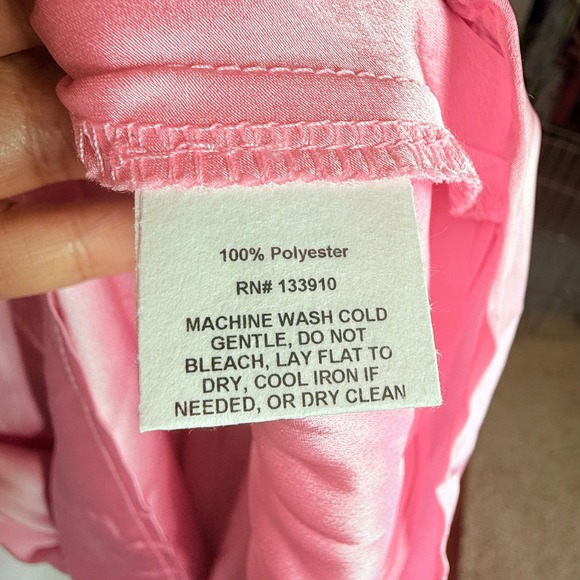 100% Polyester
RN# 133910
MACHINE WASH COLD
GENTLE, DO NOT
BLEACH, LAY FLAT TO
DRY, COOL IRON IF
NEEDED, OR DRY CLEAN